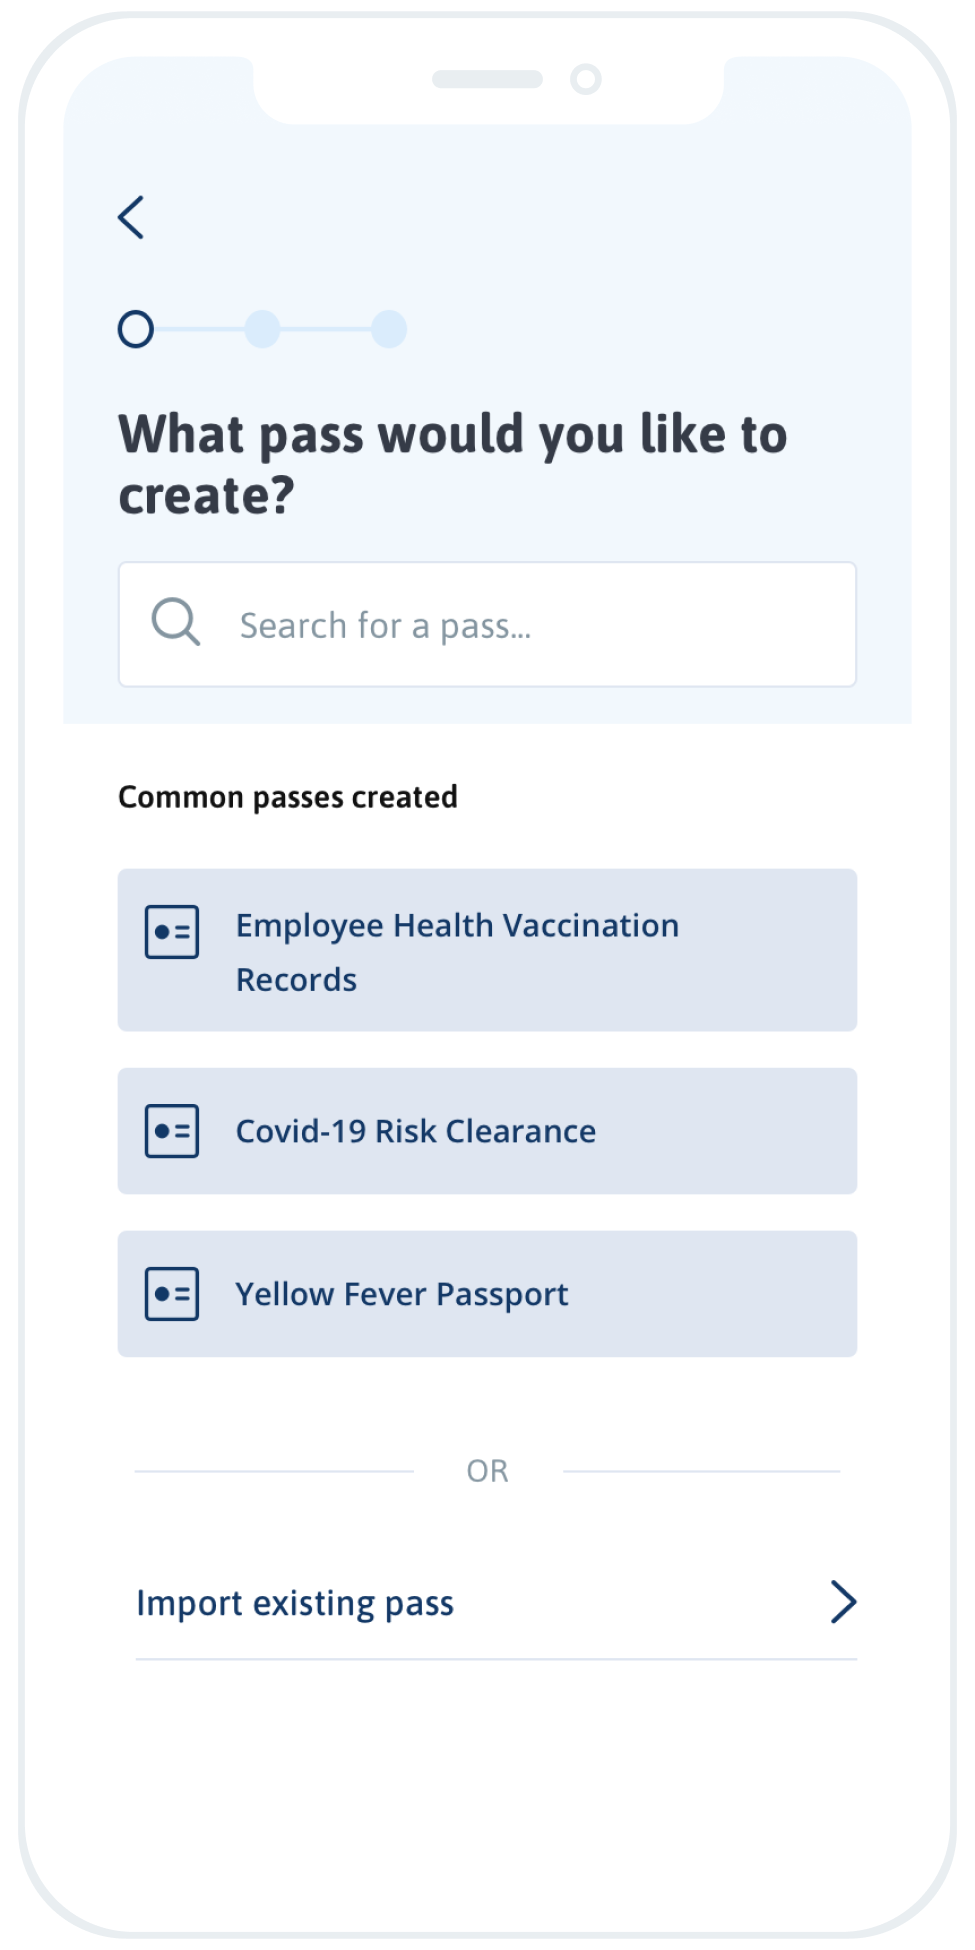 What pass would you like to
create?
Search for a pass...
Common passes created
Employee Health Vaccination
Records
Covid-19 Risk Clearance
Yellow Fever Passport
OR
Import existing pass